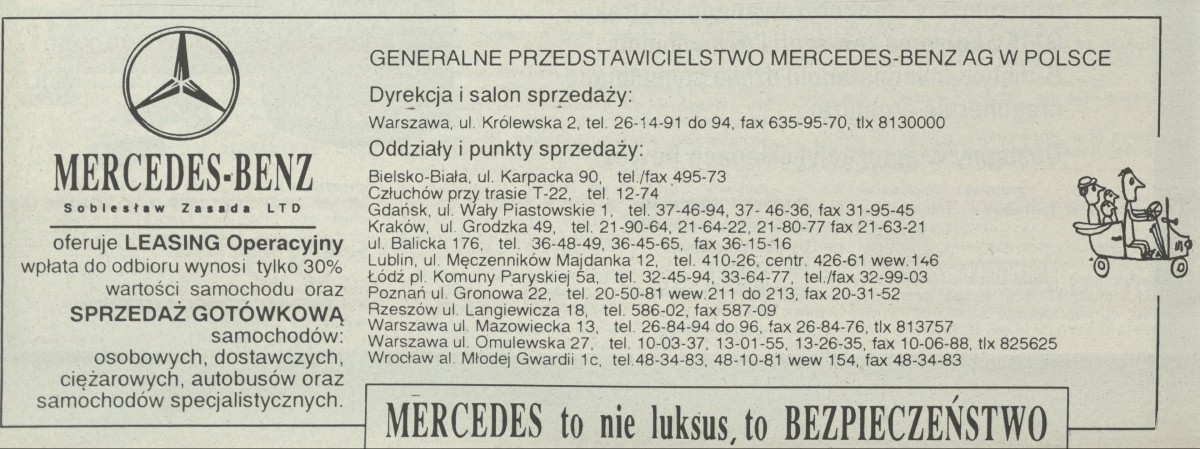 MERCEDES-BENZ
Sobiesław Zasada LTD
oferuje LEASING Operacyjny
wpłata do odbioru wynosi tylko 30%
wartości samochodu oraz
SPRZEDAŻ GOTÓWKOWĄ
samochodów:
osobowych, dostawczych,
ciężarowych, autobusów oraz
samochodów specjalistycznych.
GENERALNE PRZEDSTAWICIELSTWO MERCEDES-BENZ AG W POLSCE
Dyrekcja i salon sprzedaży:
Warszawa, ul. Królewska 2, tel. 26-14-91 do 94, fax 635-95-70, tlx 8130000
Oddziały i punkty sprzedaży:
Bielsko-Biała, ul. Karpacka 90, tel./fax 495-73
Człuchów przy trasie T-22, tel. 12-74
Gdańsk, ul. Wały Piastowskie 1, tel. 37-46-94, 37- 46-36, fax 31-95-45
Kraków, ul. Grodzka 49, tel. 21-90-64, 21-64-22, 21-80-77 fax 21-63-21
ul. Balicka 176, tel. 36-48-49, 36-45-65, fax 36-15-16
Lublin, ul. Męczenników Majdanka 12, tel. 410-26, centr. 426-61 wew.146
Łódź pl. Komuny Paryskiej 5a, tel. 32-45-94, 33-64-77, tel./fax 32-99-03
Poznań ul. Gronowa 22, tel. 20-50-81 wew.211 do 213, fax 20-31-52
Rzeszów ul. Langiewicza 18, tel. 586-02, fax 587-09
Warszawa ul. Mazowiecka 13, tel. 26-84-94 do 96, fax 26-84-76, tlx 813757
Warszawa ul. Omulewska 27, tel. 10-03-37, 13-01-55, 13-26-35, fax 10-06-88, tlx 825625
Wrocław al. Młodej Gwardii 1c, tel.48-34-83, 48-10-81 wew 154, fax 48-34-83
MERCEDES to nie luksus, to BEZPIECZEŃSTWO